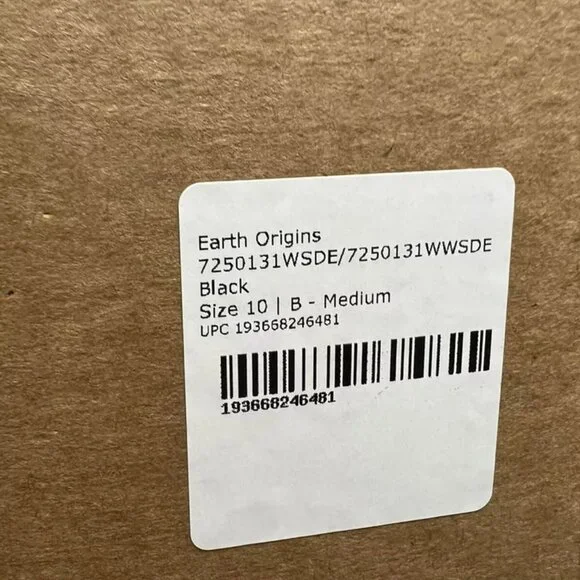 Earth Origins
7250131WSDE/7250131WWSDE
Black
Size 10 | B - Medium
UPC 193668246481
193668246481